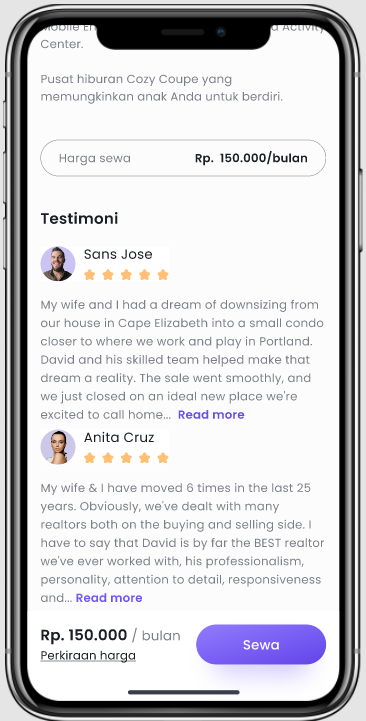 Mobile En
Activity
Center.
Pusat hiburan Cozy Coupe yang
memungkinkan anak Anda untuk berdiri.
Harga sewa Rp. 150.000/bulan
Testimoni
Sans Jose
My wife and I had a dream of downsizing from
our house in Cape Elizabeth into a small condo
closer to where we work and play in Portland.
David and his skilled team helped make that
dream a reality. The sale went smoothly, and
we just closed on an ideal new place we're
excited to call home... Read more
Anita Cruz
My wife & I have moved 6 times in the last 25
years. Obviously, we've dealt with many
realtors both on the buying and selling side. I
have to say that David is by far the BEST realtor
we've ever worked with, his professionalism,
personality, attention to detail, responsiveness
and... Read more
Rp. 150.000 / bulan
Perkiraan harga
Sewa